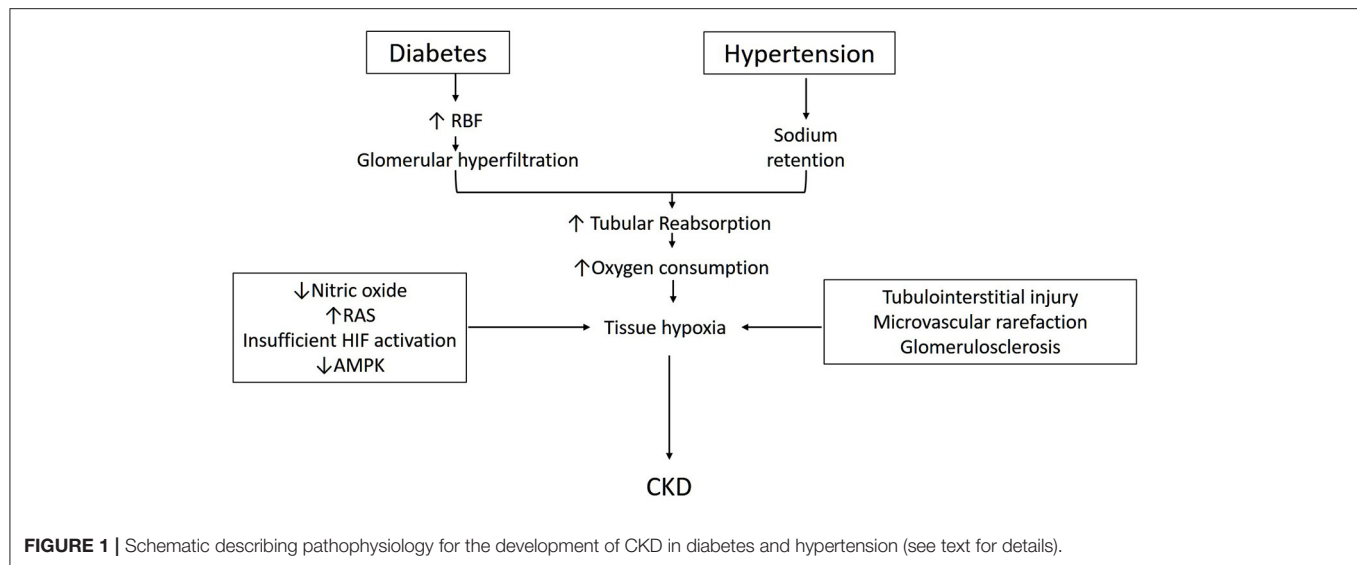 Diabetes
Hypertension
↑ RBF
Glomerular hyperfiltration
Sodium
retention
↑ Tubular Reabsorption
↑Oxygen consumption
↓Nitric oxide
↑RAS
Insufficient HIF activation
↓AMPK
Tissue hypoxia
Tubulointerstitial injury
Microvascular rarefaction
Glomerulosclerosis
CKD
FIGURE 1 | Schematic describing pathophysiology for the development of CKD in diabetes and hypertension (see text for details).